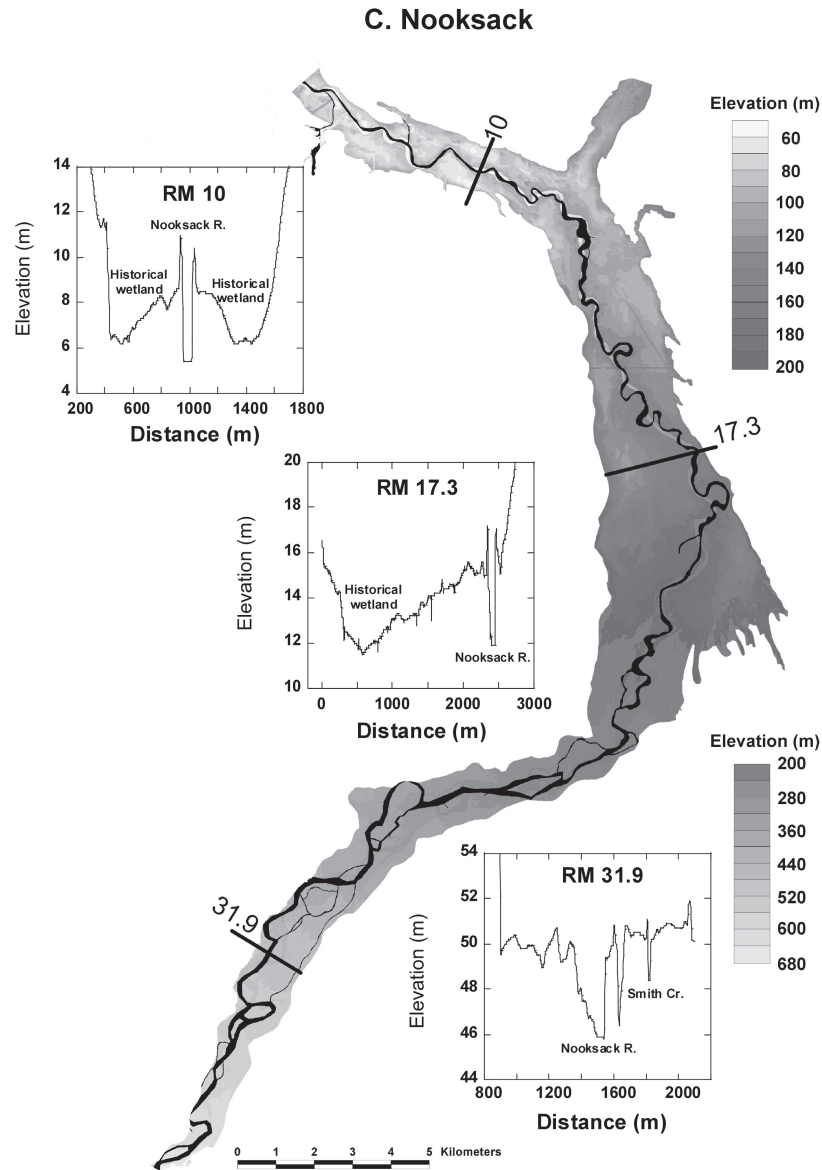 C. Nooksack
Elevation (m)
60
80
100
120
140
160
180
200
10
14
12
10
8
6
4
RM 10
Nooksack R.
Historical
wetland
Historical
wetland
Elevation (m)
200 600 1000 1400 1800
Distance (m)
17.3
20
18
16
14
12
10
RM 17.3
Historical
wetland
Nooksack R.
Elevation (m)
0 1000 2000 3000
Distance (m)
Elevation (m)
200
280
360
440
520
600
680
31.9
54
52
50
48
46
44
RM 31.9
Smith Cr.
Nooksack R.
Elevation (m)
800 1200 1600 2000
Distance (m)
0 1 2 3 4 5 Kilometers